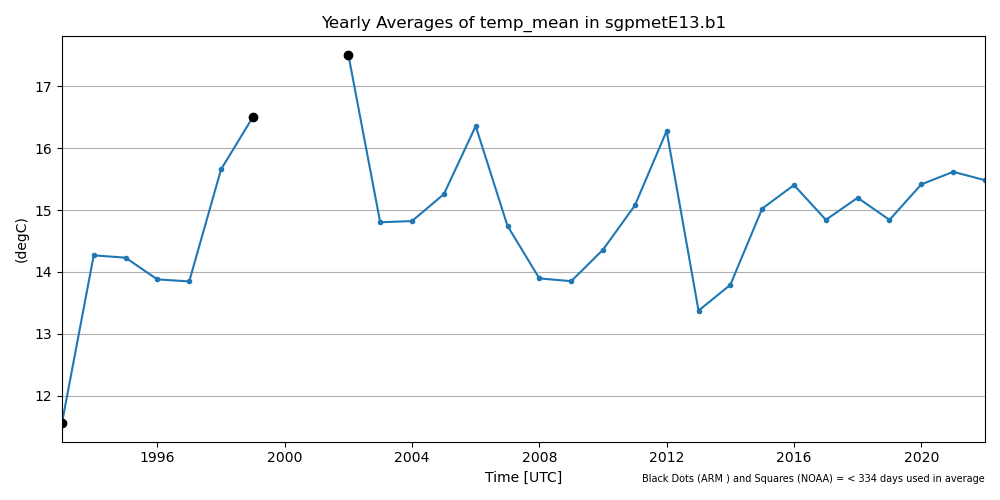 Yearly Averages of temp_mean in sgpmetE13.b1
17
16
15
14
13
12
(degC)
1996 2000 2004 2008 2012 2016 2020
Time [UTC]
Black Dots (ARM ) and Squares (NOAA) = < 334 days used in average